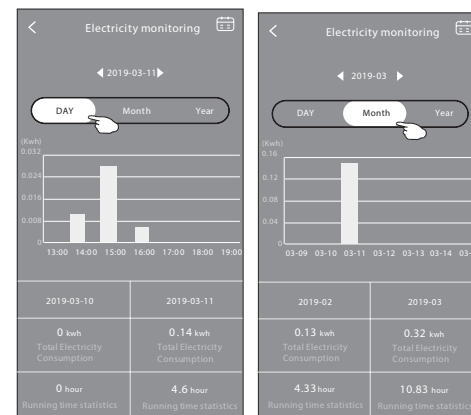 Electricity monitoring
2019-03-11
DAY Month Year
(Kwh)
0.032
0.024
0.016
0.008
0
13:00 14:00 15:00 16:00 17:00 18:00 19:00
2019-03-10 2019-03-11
0 kwh 0.14 kwh
Total Electricity Total Electricity
Consumption Consumption
0 hour 4.6 hour
Running time statistics Running time statistics
Electricity monitoring
2019-03
DAY Month Year
(Kwh)
0.16
0.12
0.08
0.04
0
03-09 03-10 03-11 03-12 03-13 03-14 03-
2019-02 2019-03
0.13 kwh 0.32 kwh
Total Electricity Total Electricity
Consumption Consumption
4.33 hour 10.83 hour
Running time statistics Running time statistics